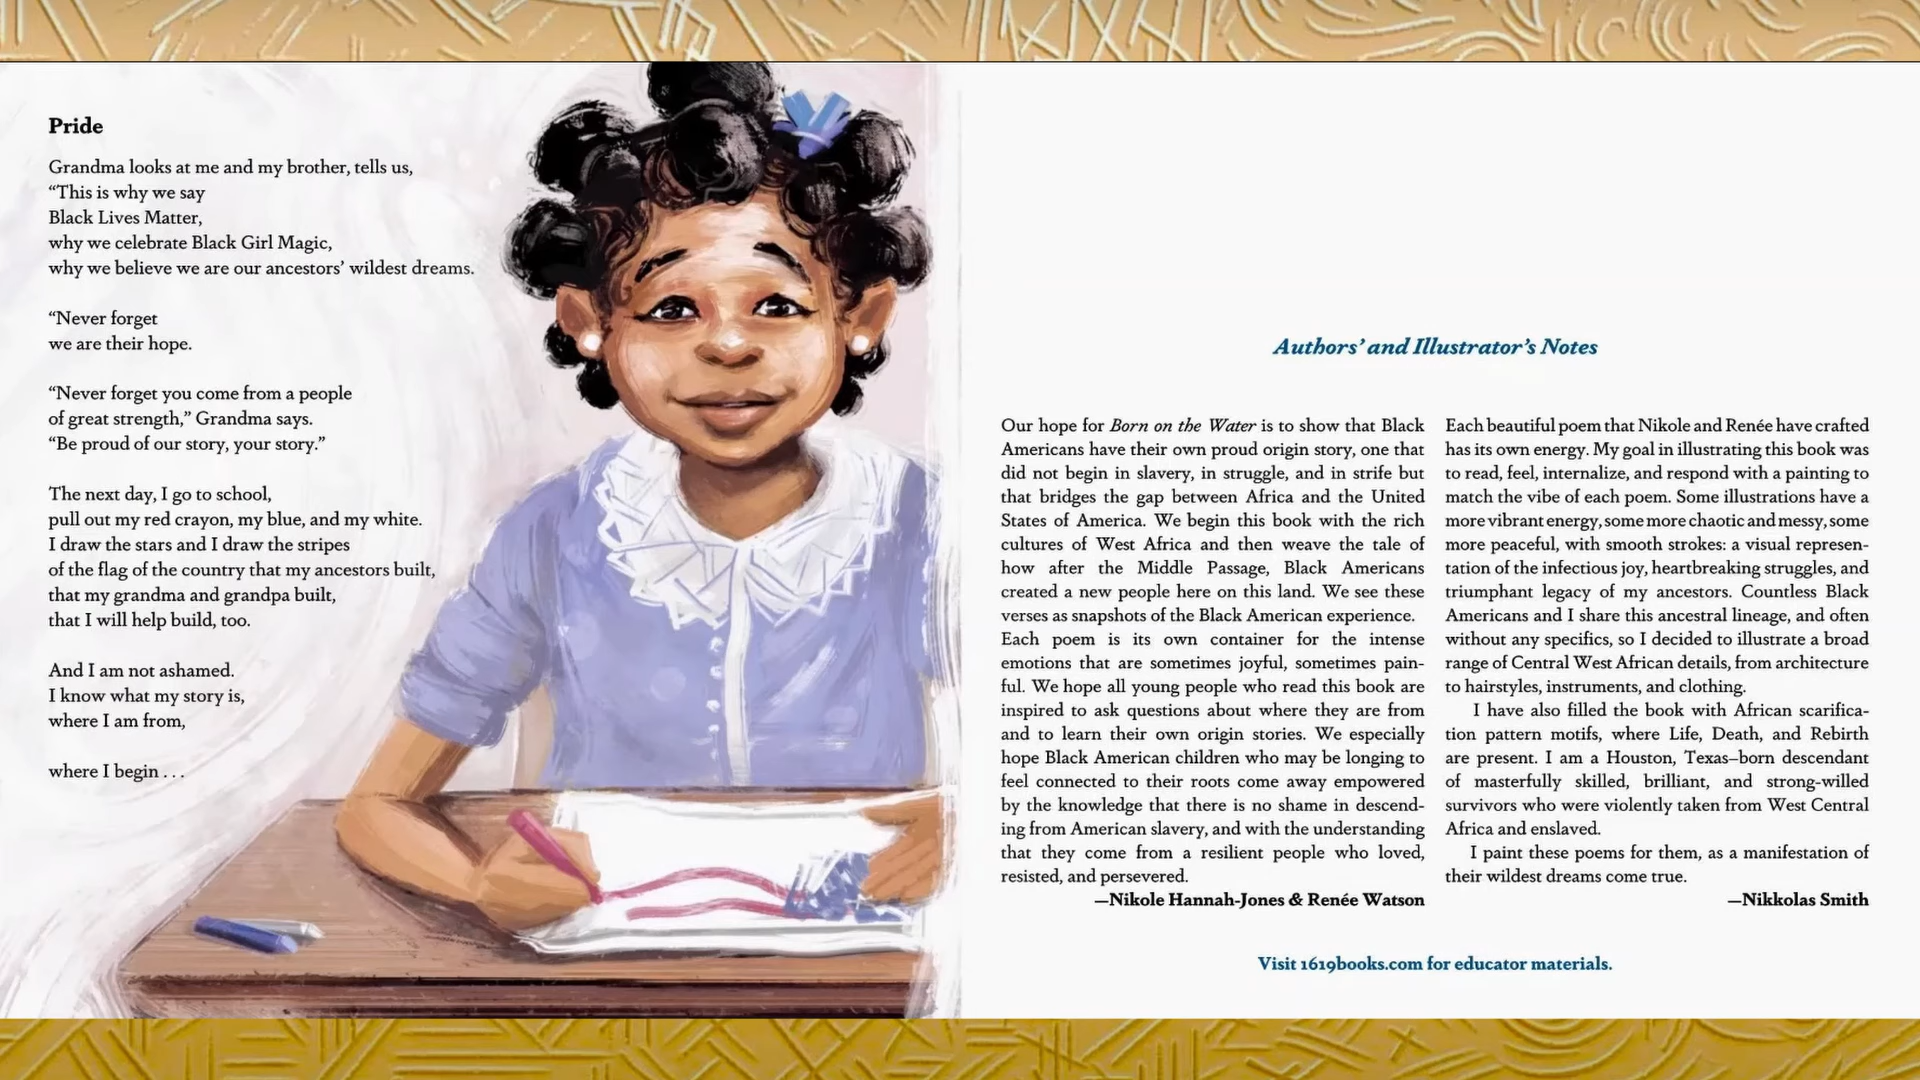 Pride
Grandma looks at me and my brother, tells us,
“This is why we say
Black Lives Matter,
why we celebrate Black Girl Magic,
why we believe we are our ancestors’ wildest dreams.
“Never forget
we are their hope.
“Never forget you come from a people
of great strength,” Grandma says.
“Be proud of our story, your story.”
The next day, I go to school,
pull out my red crayon, my blue, and my white.
I draw the stars and I draw the stripes
of the flag of the country that my ancestors built,
that my grandma and grandpa built,
that I will help build, too.
And I am not ashamed.
I know what my story is,
where I am from,
where I begin . . .
Authors’ and Illustrator’s Notes
Our hope for Born on the Water is to show that Black
Americans have their own proud origin story, one that
did not begin in slavery, in struggle, and in strife but
that bridges the gap between Africa and the United
States of America. We begin this book with the rich
cultures of West Africa and then weave the tale of
how after the Middle Passage, Black Americans
created a new people here on this land. We see these
verses as snapshots of the Black American experience.
Each poem is its own container for the intense
emotions that are sometimes joyful, sometimes pain-
ful. We hope all young people who read this book are
inspired to ask questions about where they are from
and to learn their own origin stories. We especially
hope Black American children who may be longing to
feel connected to their roots come away empowered
by the knowledge that there is no shame in descend-
ing from American slavery, and with the understanding
that they come from a resilient people who loved,
resisted, and persevered.
—Nikole Hannah-Jones & Renée Watson
Each beautiful poem that Nikole and Renée have crafted
has its own energy. My goal in illustrating this book was
to read, feel, internalize, and respond with a painting to
match the vibe of each poem. Some illustrations have a
more vibrant energy, some more chaotic and messy, some
more peaceful, with smooth strokes: a visual represen-
tation of the infectious joy, heartbreaking struggles, and
triumphant legacy of my ancestors. Countless Black
Americans and I share this ancestral lineage, and often
without any specifics, so I decided to illustrate a broad
range of Central West African details, from architecture
to hairstyles, instruments, and clothing.
I have also filled the book with African scarifica-
tion pattern motifs, where Life, Death, and Rebirth
are present. I am a Houston, Texas–born descendant
of masterfully skilled, brilliant, and strong-willed
survivors who were violently taken from West Central
Africa and enslaved.
I paint these poems for them, as a manifestation of
their wildest dreams come true.
—Nikkolas Smith
Visit 1619books.com for educator materials.